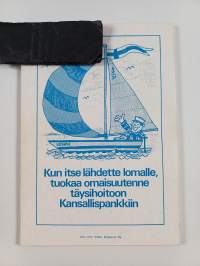 Kun itse lähdette lomalle,
tuokaa omaisuutenne
täysihoitoon
Kansallispankkiin